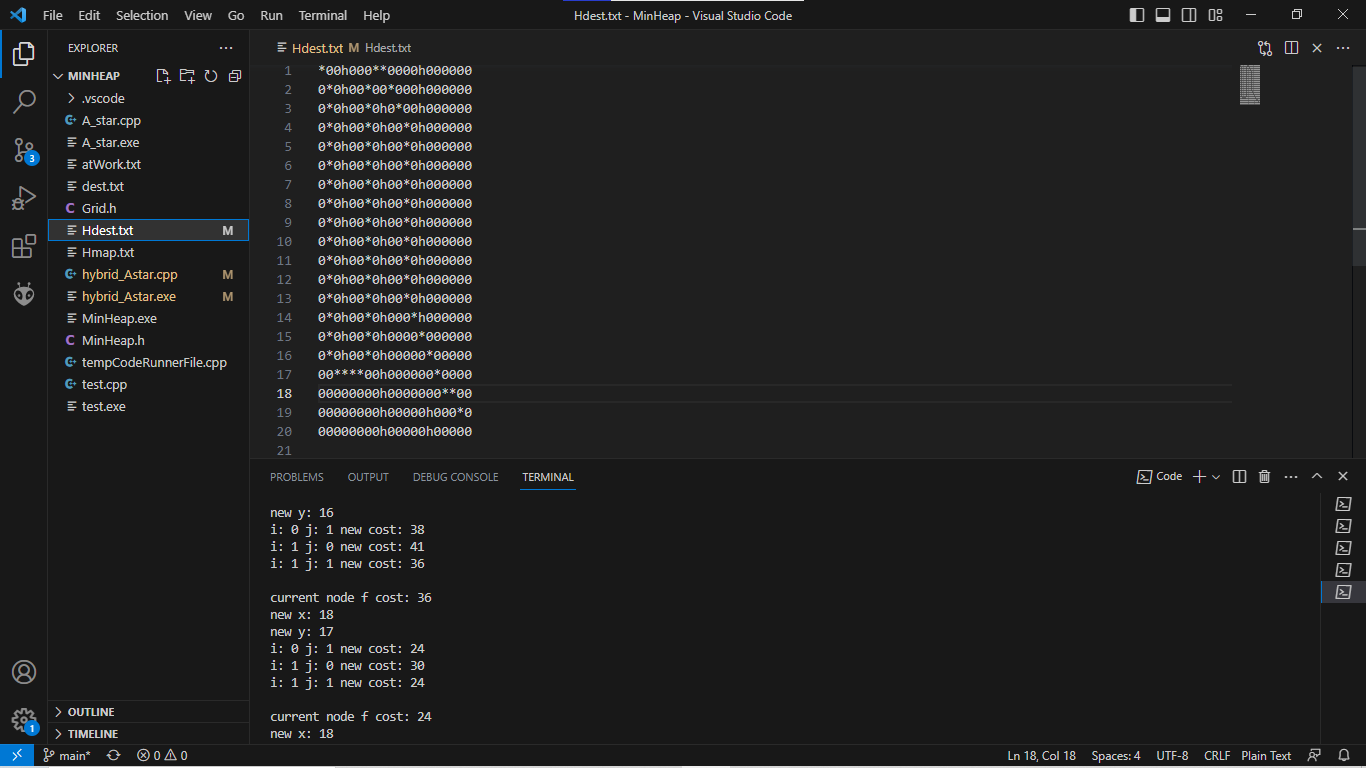 File Edit Selection View Go Run Terminal Help
Hdest.txt - MinHeap - Visual Studio Code
EXPLORER
MINHEAP
.vscode
A_star.cpp
A_star.exe
atWork.txt
dest.txt
Grid.h
Hdest.txt M
Hmap.txt
hybrid_Astar.cpp M
hybrid_Astar.exe M
MinHeap.exe
MinHeap.h
tempCodeRunnerFile.cpp
test.cpp
test.exe
OUTLINE
TIMELINE
3
1
Hdest.txt M Hdest.txt
1 *00h000**0000h000000
2 0*0h00*00*000h000000
3 0*0h00*0h0*00h000000
4 0*0h00*0h00*0h000000
5 0*0h00*0h00*0h000000
6 0*0h00*0h00*0h000000
7 0*0h00*0h00*0h000000
8 0*0h00*0h00*0h000000
9 0*0h00*0h00*0h000000
10 0*0h00*0h00*0h000000
11 0*0h00*0h00*0h000000
12 0*0h00*0h00*0h000000
13 0*0h00*0h00*0h000000
14 0*0h00*0h000*h000000
15 0*0h00*0h0000*000000
16 0*0h00*0h00000*00000
17 00****00h000000*0000
18 00000000h0000000**00
19 00000000h00000h000*0
20 00000000h00000h00000
21
PROBLEMS OUTPUT DEBUG CONSOLE TERMINAL
Code
new y: 16
i: 0 j: 1 new cost: 38
i: 1 j: 0 new cost: 41
i: 1 j: 1 new cost: 36
current node f cost: 36
new x: 18
new y: 17
i: 0 j: 1 new cost: 24
i: 1 j: 0 new cost: 30
i: 1 j: 1 new cost: 24
current node f cost: 24
new x: 18
main* 0 0 Ln 18, Col 18 Spaces: 4 UTF-8 CRLF Plain Text